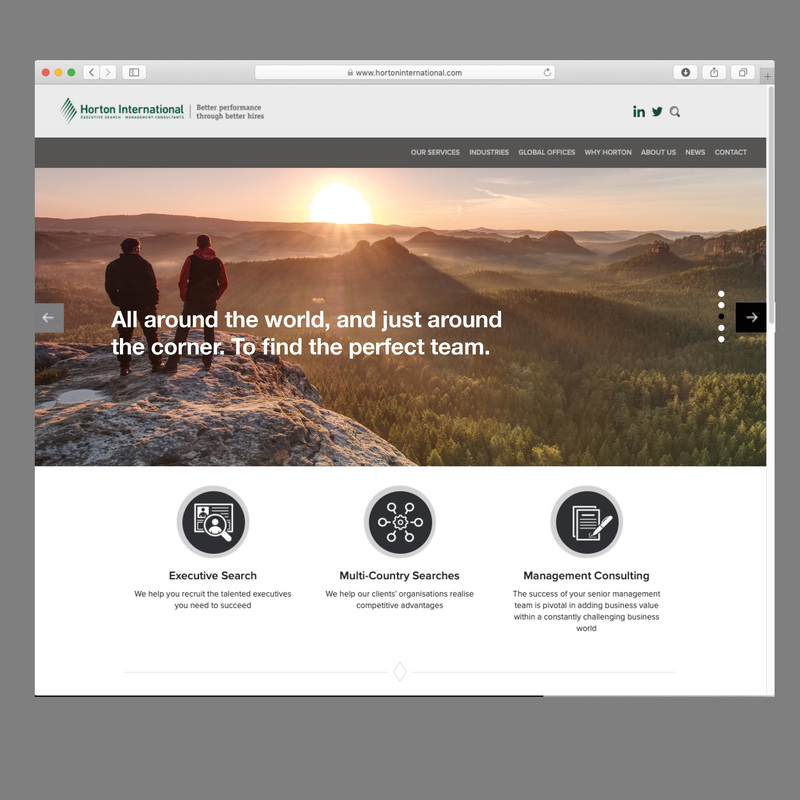 www.hortoninternational.com
Horton International
EXECUTIVE SEARCH · MANAGEMENT CONSULTANTS
Better performance
through better hires
OUR SERVICES INDUSTRIES GLOBAL OFFICES WHY HORTON ABOUT US NEWS CONTACT
All around the world, and just around
the corner. To find the perfect team.
Executive Search
We help you recruit the talented executives
you need to succeed
Multi-Country Searches
We help our clients' organisations realise
competitive advantages
Management Consulting
The success of your senior management
team is pivotal in adding business value
within a constantly challenging business
world